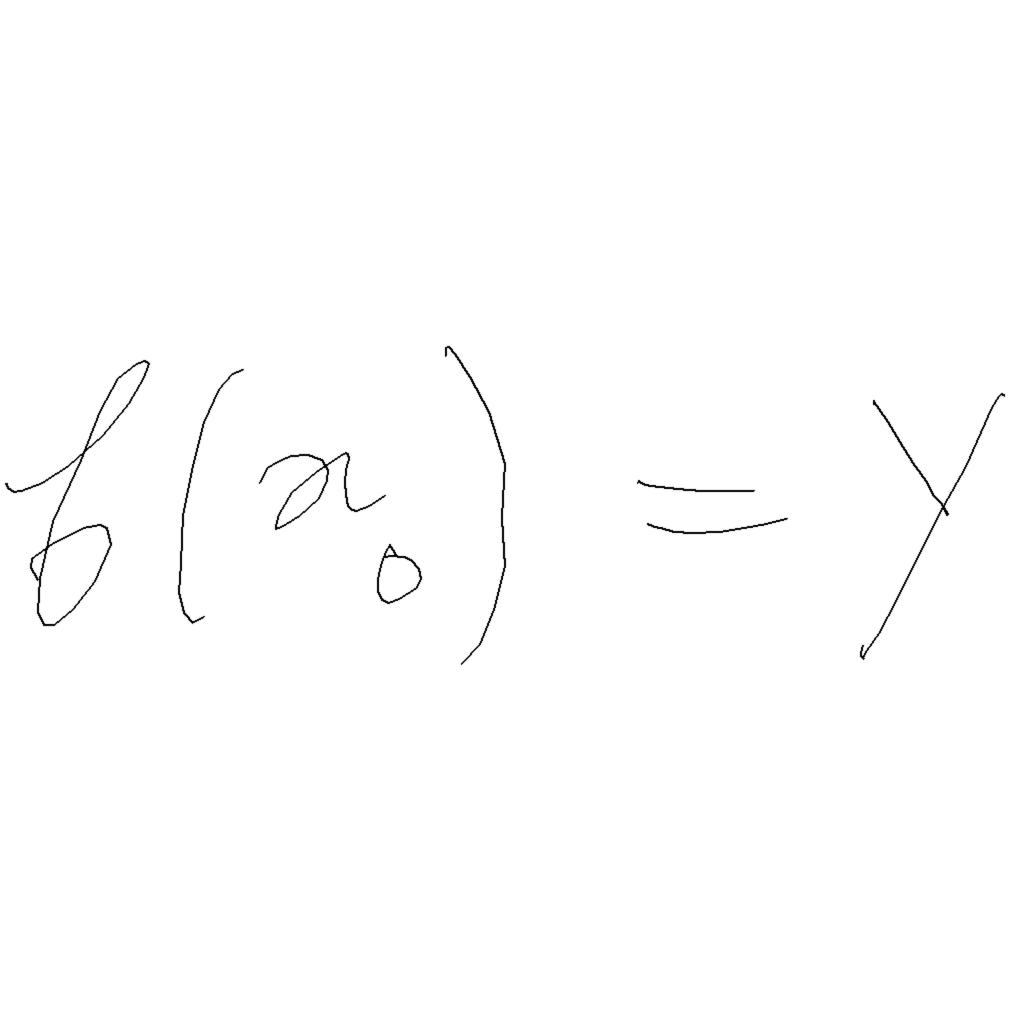 f(x₀) = y